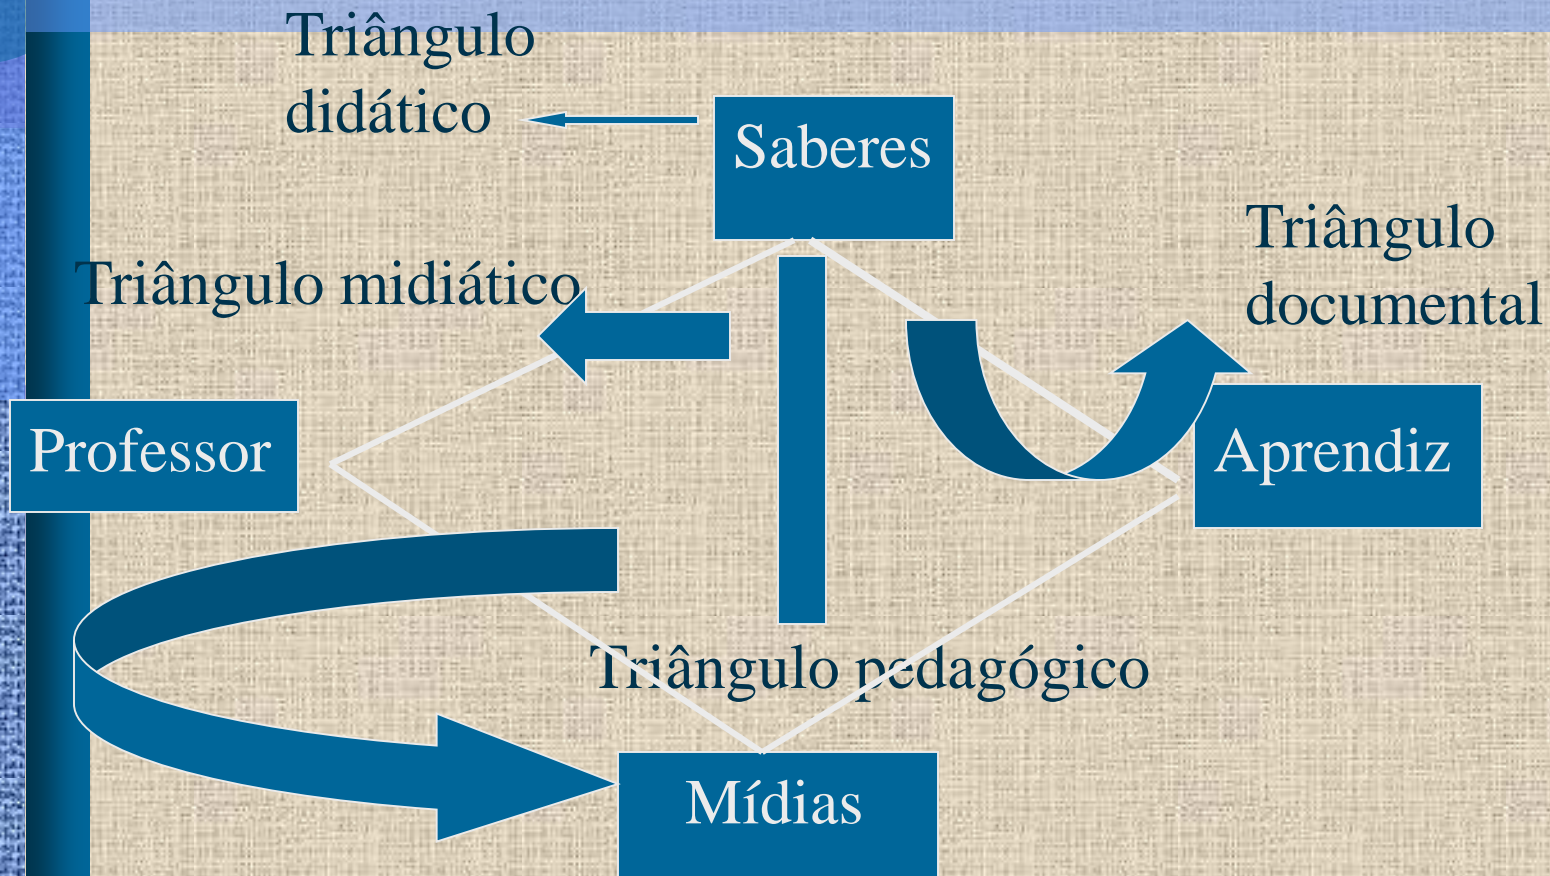 Triângulo
didático
Saberes
Triângulo
documental
Triângulo midiático
Professor
Aprendiz
Triângulo pedagógico
Mídias